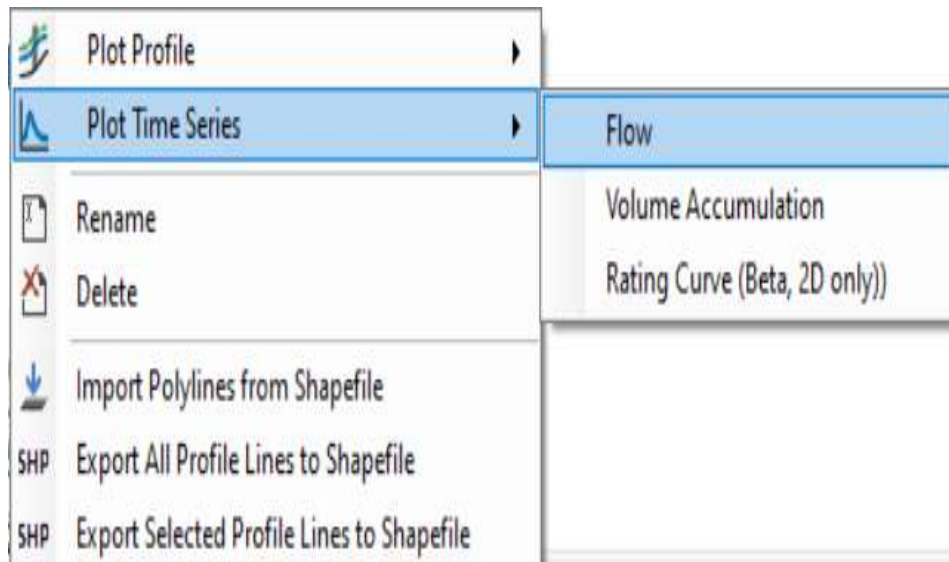 Plot Profile
Plot Time Series
Flow
Volume Accumulation
Rename
Rating Curve (Beta, 2D only))
Delete
Import Polylines from Shapefile
SHP Export All Profile Lines to Shapefile
SHP Export Selected Profile Lines to Shapefile